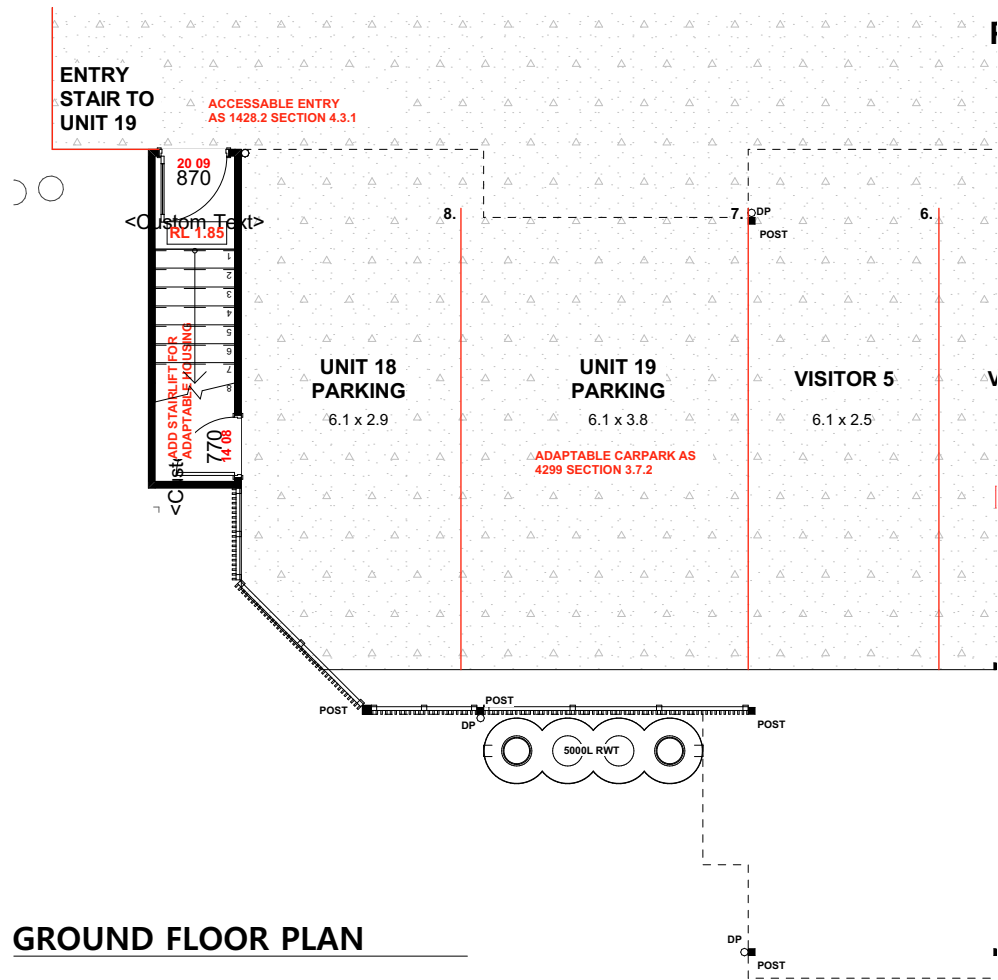 ENTRY
STAIR TO
UNIT 19
ACCESSABLE ENTRY
AS 1428.2 SECTION 4.3.1
20 09
870
<Custom Text>
RL 1.85
1
2
3
4
5
6
7
8
ADD STAIRLIFT FOR
ADAPTABLE HOUSING
770
14 08
8.
7.
DP
POST
6.
UNIT 18
PARKING
6.1 x 2.9
UNIT 19
PARKING
6.1 x 3.8
ADAPTABLE CARPARK AS
4299 SECTION 3.7.2
VISITOR 5
6.1 x 2.5
POST
POST
DP
POST
5000L RWT
GROUND FLOOR PLAN
DP
POST